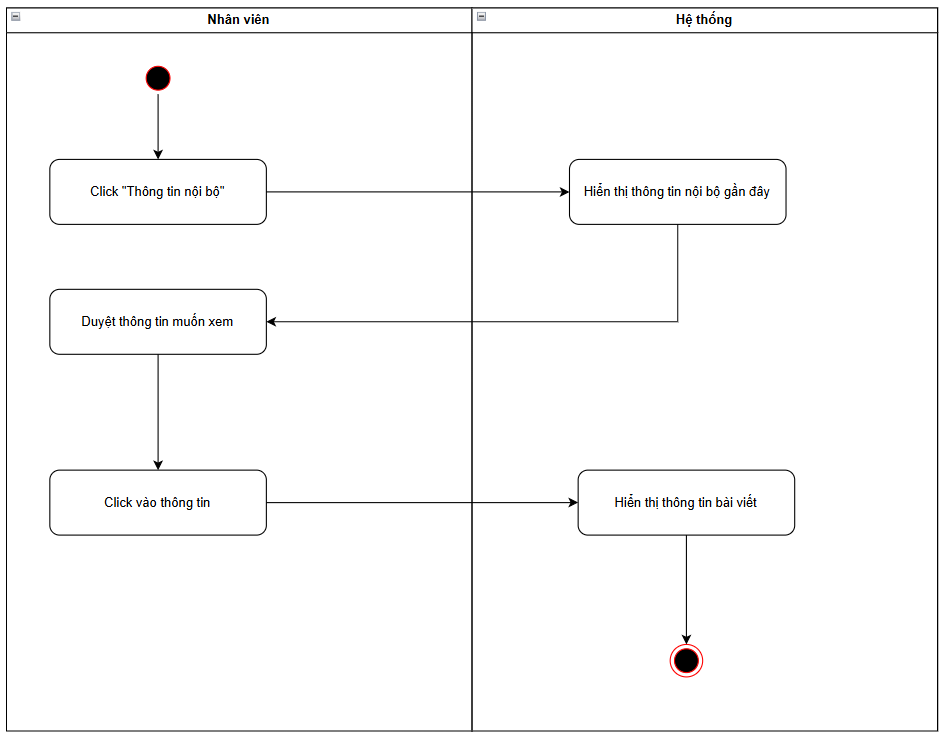 Nhân viên
Hệ thống
Click "Thông tin nội bộ"
Hiển thị thông tin nội bộ gần đây
Duyệt thông tin muốn xem
Click vào thông tin
Hiển thị thông tin bài viết